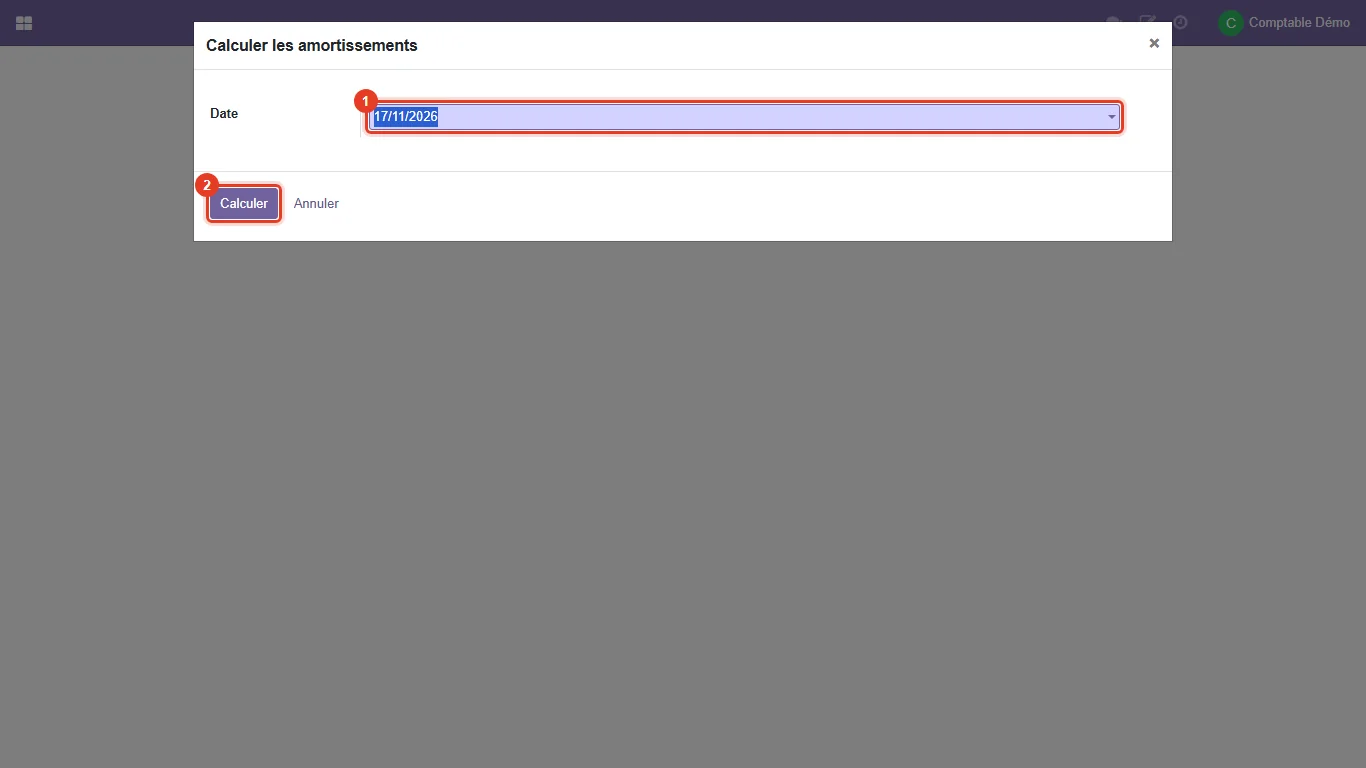 C Comptable Démo
Calculer les amortissements ×
1
Date 17/11/2026
2
Calculer Annuler